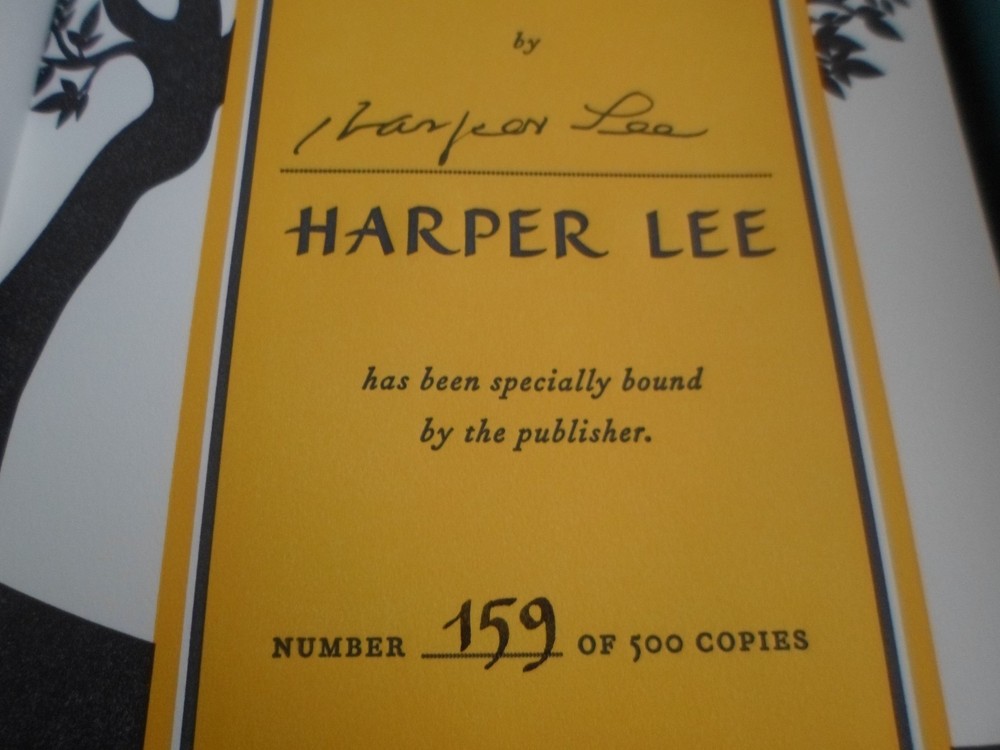 by
Harper Lee
HARPER LEE
has been specially bound
by the publisher.
NUMBER 159 OF 500 COPIES